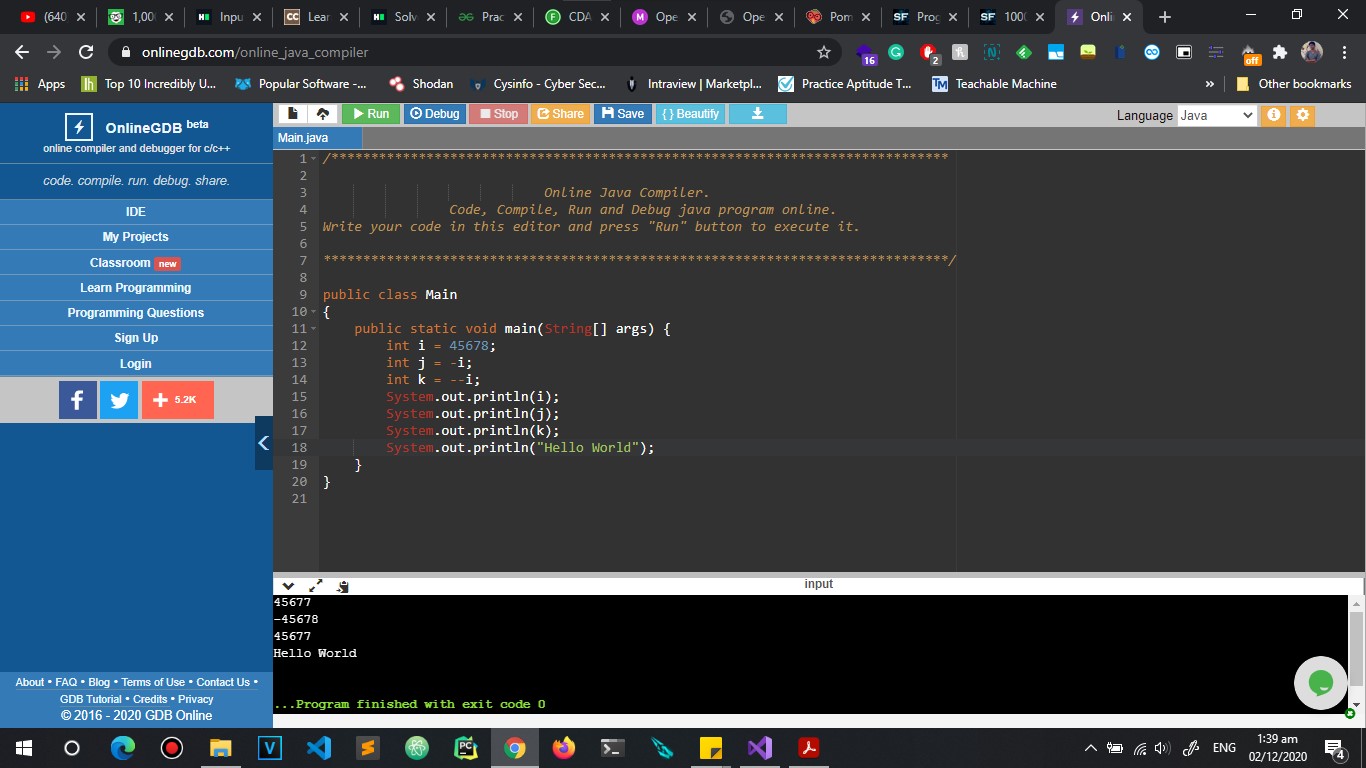 (640
1,00
Inpu
Lear
Solv
Prac
CDA
Ope
Ope
Pom
Prog
100
Onli
onlinegdb.com/online_java_compiler
16
2
off
Apps
Top 10 Incredibly U...
Popular Software -...
Shodan
Cysinfo - Cyber Sec...
Intraview | Marketpl...
Practice Aptitude T...
Teachable Machine
»
Other bookmarks
OnlineGDB beta
online compiler and debugger for c/c++
code. compile. run. debug. share.
IDE
My Projects
Classroom new
Learn Programming
Programming Questions
Sign Up
Login
5.2K
About • FAQ • Blog • Terms of Use • Contact Us •
GDB Tutorial • Credits • Privacy
© 2016 - 2020 GDB Online
Run Debug Stop Share Save { } Beautify
Language Java
Main.java
1 /******************************************************************************
2
3 Online Java Compiler.
4 Code, Compile, Run and Debug java program online.
5 Write your code in this editor and press "Run" button to execute it.
6
7 *******************************************************************************/
8
9 public class Main
10 {
11 public static void main(String[] args) {
12 int i = 45678;
13 int j = -i;
14 int k = --i;
15 System.out.println(i);
16 System.out.println(j);
17 System.out.println(k);
18 System.out.println("Hello World");
19 }
20 }
21
input
45677
-45678
45677
Hello World
...Program finished with exit code 0
ENG
1:39 am
02/12/2020
4